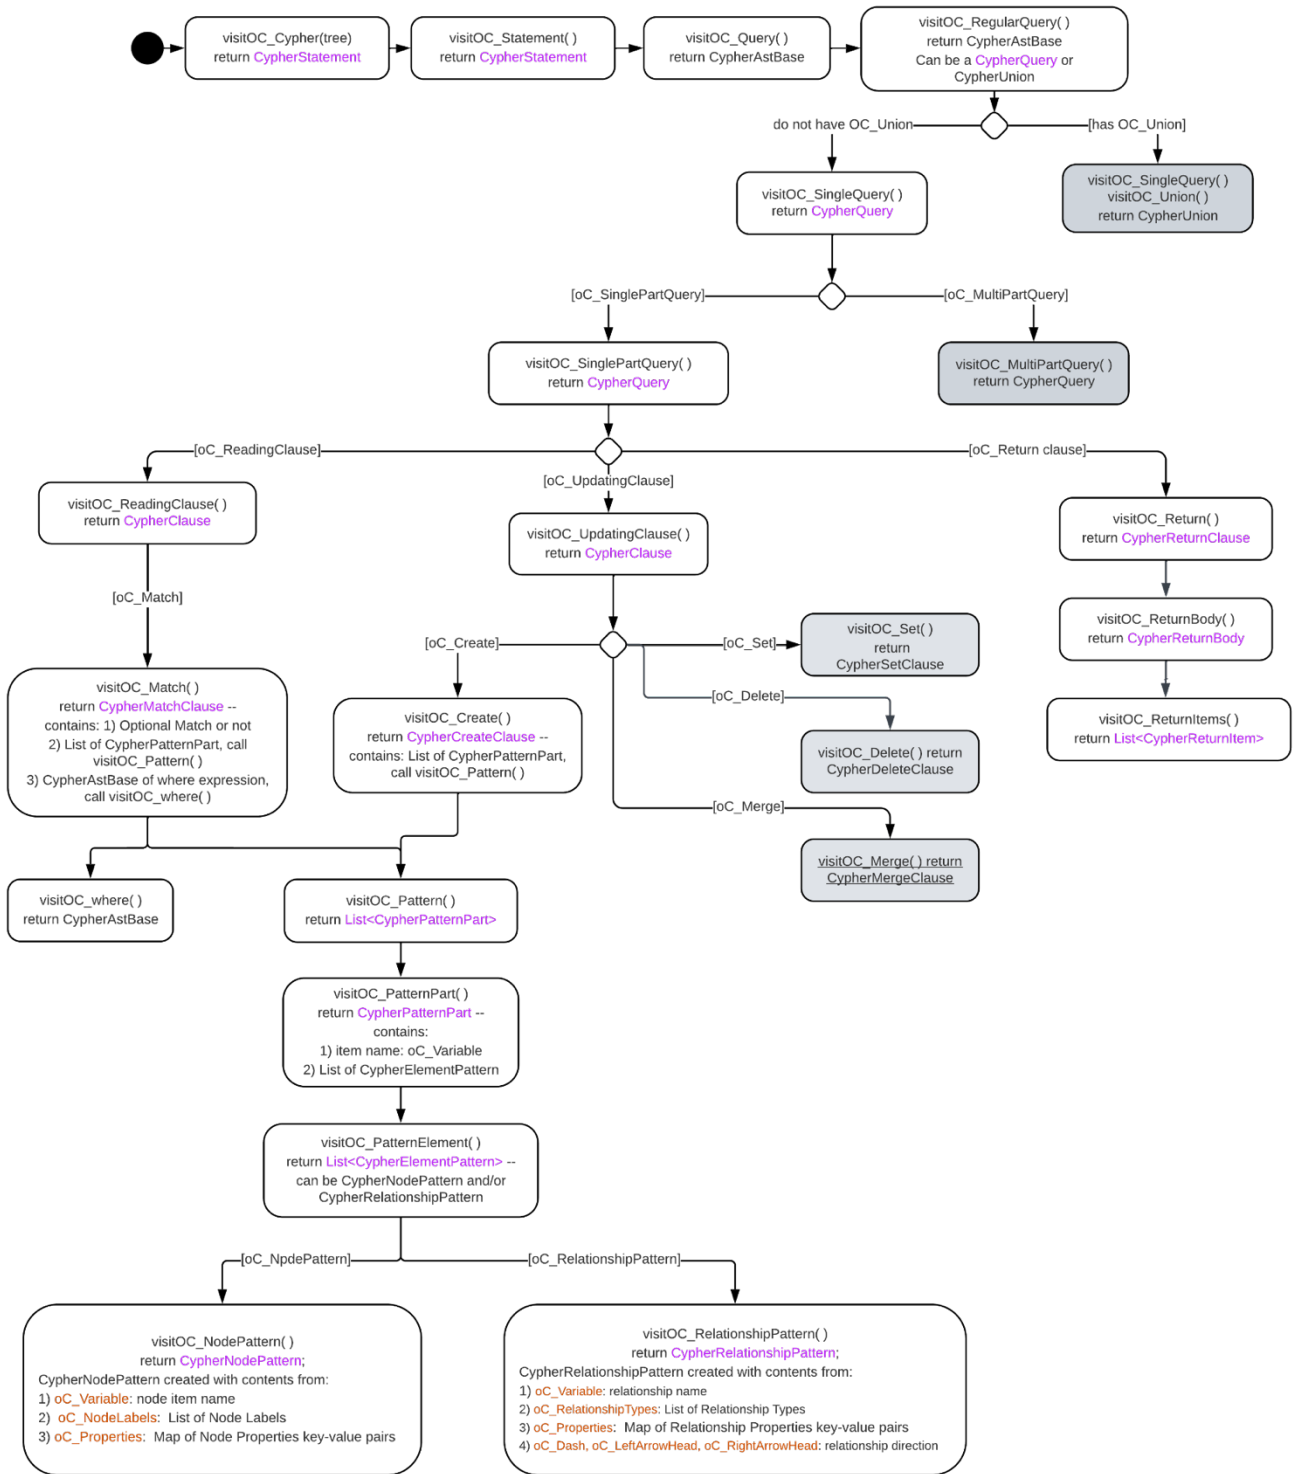 visitOC_Cypher(tree)
return CypherStatement
visitOC_Statement( )
return CypherStatement
visitOC_Query( )
return CypherAstBase
visitOC_RegularQuery( )
return CypherAstBase
Can be a CypherQuery or
CypherUnion
do not have OC_Union
[has OC_Union]
visitOC_SingleQuery( )
return CypherQuery
visitOC_SingleQuery( )
visitOC_Union( )
return CypherUnion
[oC_SinglePartQuery]
[oC_MultiPartQuery]
visitOC_SinglePartQuery( )
return CypherQuery
visitOC_MultiPartQuery( )
return CypherQuery
[oC_ReadingClause]
[oC_UpdatingClause]
[oC_Return clause]
visitOC_ReadingClause( )
return CypherClause
visitOC_UpdatingClause( )
return CypherClause
visitOC_Return( )
return CypherReturnClause
[oC_Match]
visitOC_ReturnBody( )
return CypherReturnBody
[oC_Create]
[oC_Set]
visitOC_Set( )
return
CypherSetClause
[oC_Delete]
visitOC_Match( )
return CypherMatchClause --
contains: 1) Optional Match or not
2) List of CypherPatternPart, call
visitOC_Pattern( )
3) CypherAstBase of where expression,
call visitOC_where( )
visitOC_Create( )
return CypherCreateClause --
contains: List of CypherPatternPart,
call visitOC_Pattern( )
visitOC_Delete( ) return
CypherDeleteClause
visitOC_ReturnItems( )
return List<CypherReturnItem>
[oC_Merge]
visitOC_Merge( ) return
CypherMergeClause
visitOC_where( )
return CypherAstBase
visitOC_Pattern( )
return List<CypherPatternPart>
visitOC_PatternPart( )
return CypherPatternPart --
contains:
1) item name: oC_Variable
2) List of CypherElementPattern
visitOC_PatternElement( )
return List<CypherElementPattern> --
can be CypherNodePattern and/or
CypherRelationshipPattern
[oC_NpdePattern]
[oC_RelationshipPattern]
visitOC_NodePattern( )
return CypherNodePattern;
CypherNodePattern created with contents from:
1) oC_Variable: node item name
2) oC_NodeLabels: List of Node Labels
3) oC_Properties: Map of Node Properties key-value pairs
visitOC_RelationshipPattern( )
return CypherRelationshipPattern;
CypherRelationshipPattern created with contents from:
1) oC_Variable: relationship name
2) oC_RelationshipTypes: List of Relationship Types
3) oC_Properties: Map of Relationship Properties key-value pairs
4) oC_Dash, oC_LeftArrowHead, oC_RightArrowHead: relationship direction